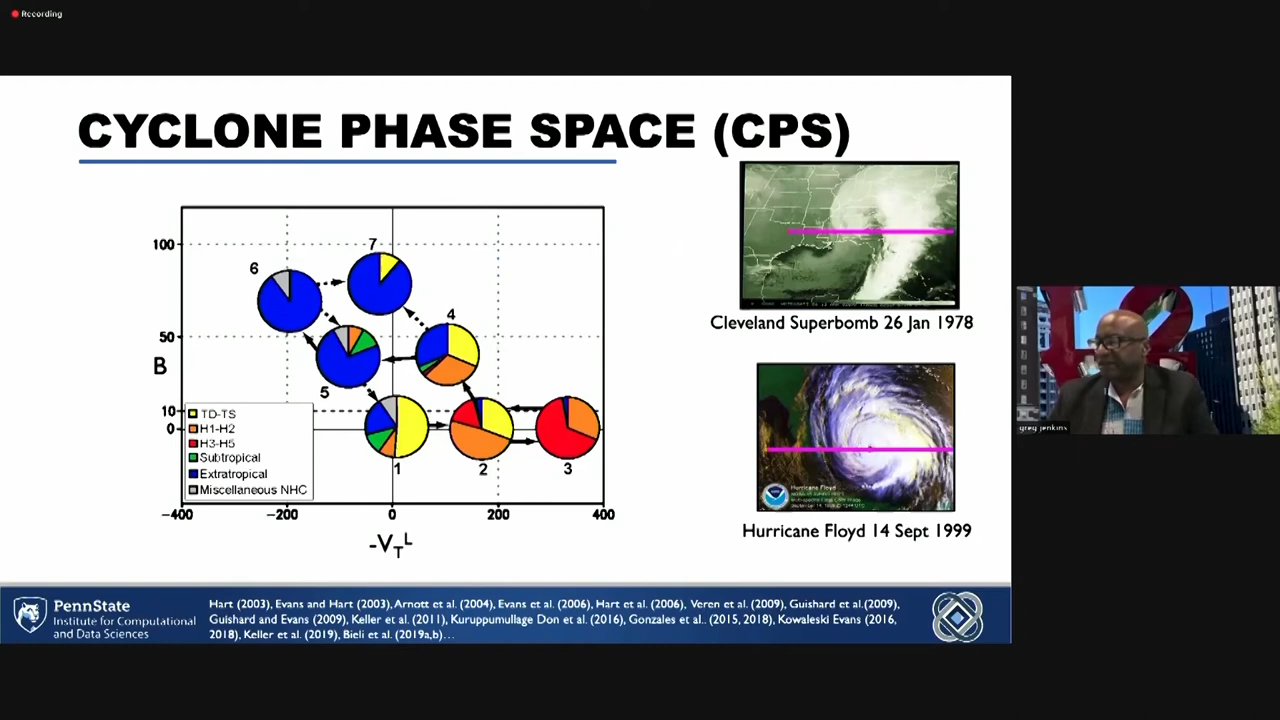 Recording
CYCLONE PHASE SPACE (CPS)
100
50
10
0
B
7
6
4
5
1
2
3
TD-TS
H1-H2
H3-H5
Subtropical
Extratropical
Miscellaneous NHC
-400
-200
0
200
400
-VTL
Cleveland Superbomb 26 Jan 1978
Hurricane Floyd
Hurricane Floyd 14 Sept 1999
greg jenkins
PennState
Institute for Computational
and Data Sciences
Hart (2003), Evans and Hart (2003), Arnott et al. (2004), Evans et al. (2006), Hart et al. (2006), Veren et al. (2009), Guishard et al.(2009),
Guishard and Evans (2009), Keller et al. (2011), Kuruppumullage Don et al. (2016), Gonzales et al.. (2015, 2018), Kowaleski Evans (2016,
2018), Keller et al. (2019), Bieli et al. (2019a,b)…